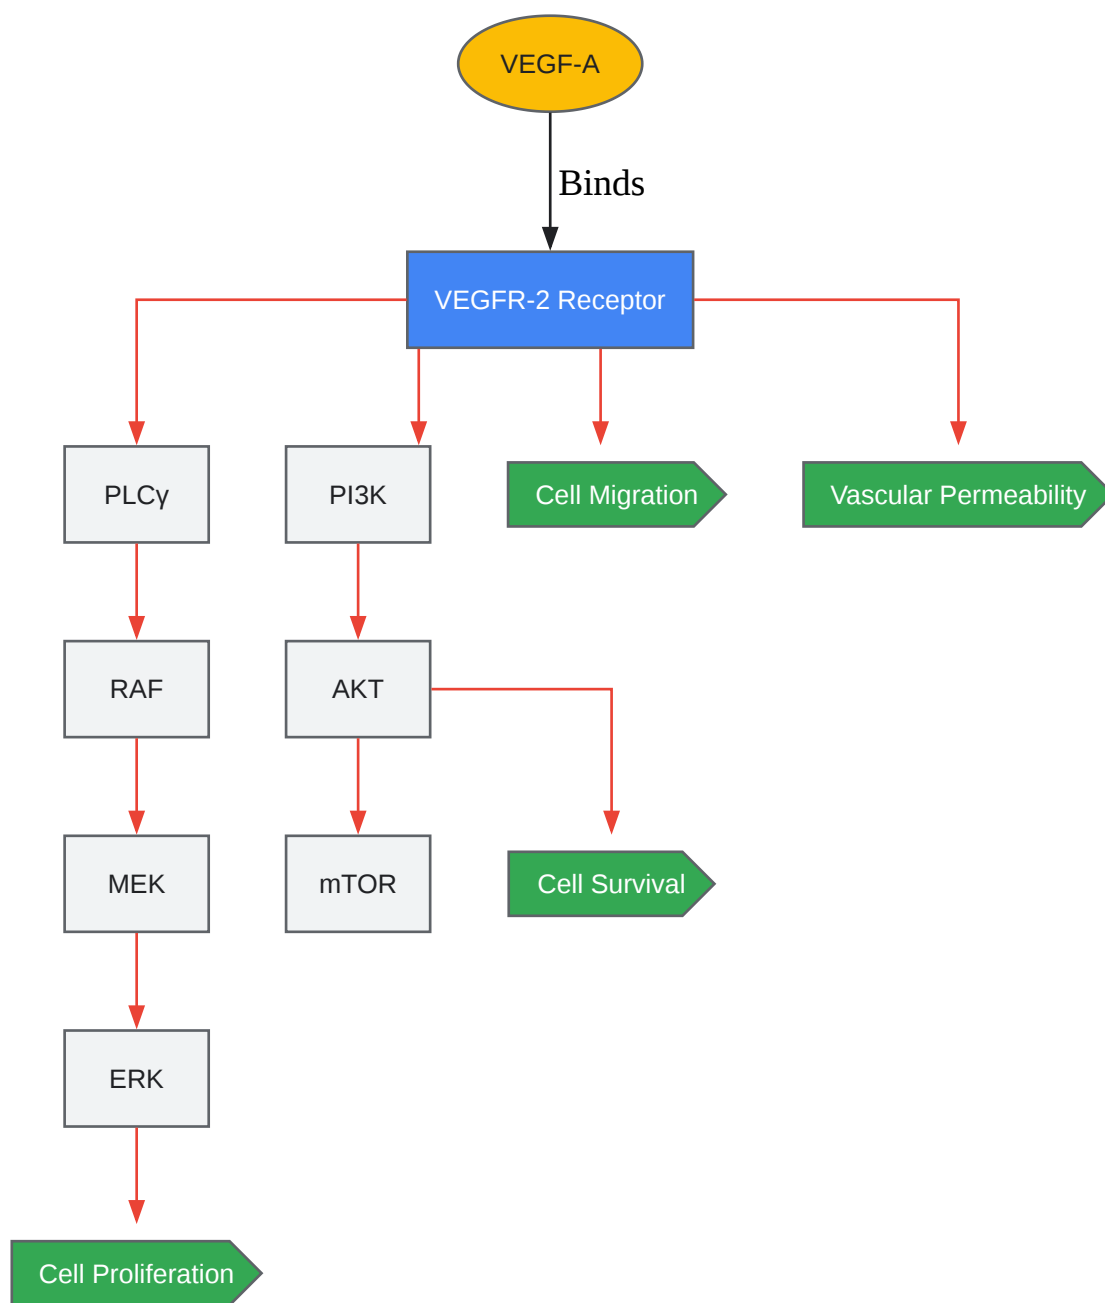 VEGF-A
Binds
VEGFR-2 Receptor
PLCγ
PI3K
Cell Migration
Vascular Permeability
RAF
AKT
MEK
mTOR
Cell Survival
ERK
Cell Proliferation